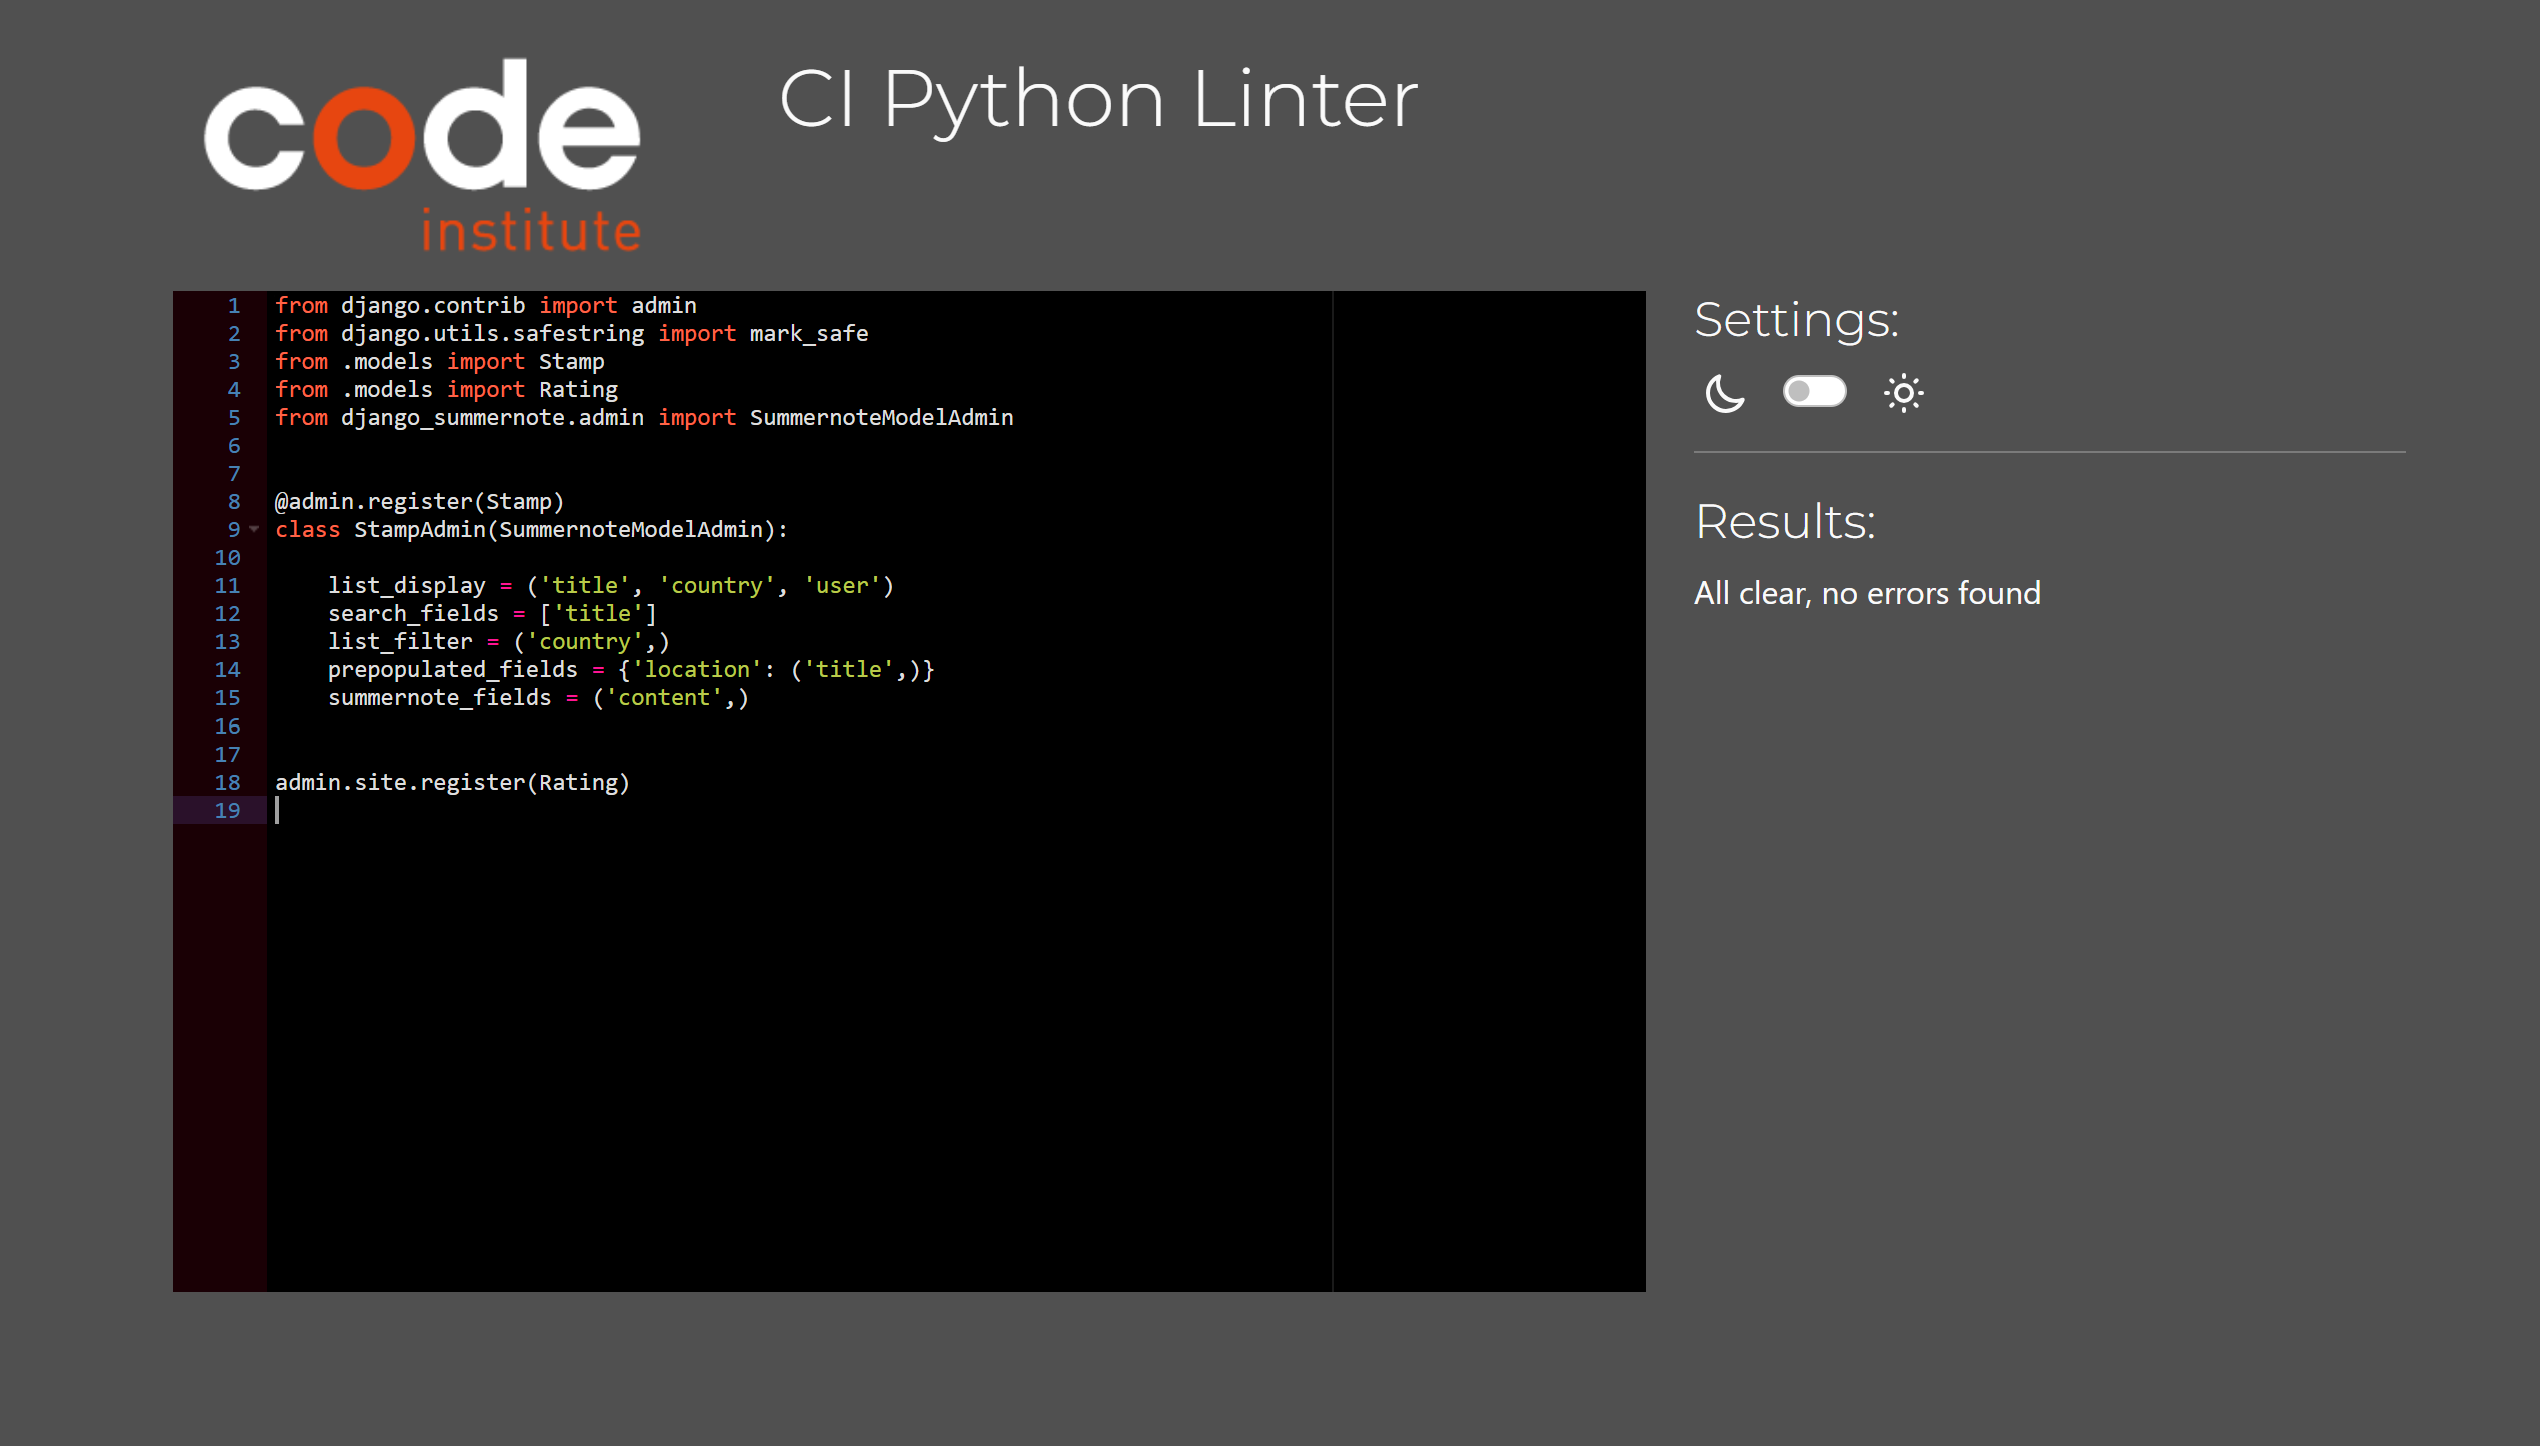 code
institute
CI Python Linter
1 from django.contrib import admin
2 from django.utils.safestring import mark_safe
3 from .models import Stamp
4 from .models import Rating
5 from django_summernote.admin import SummernoteModelAdmin
6
7
8 @admin.register(Stamp)
9 class StampAdmin(SummernoteModelAdmin):
10
11     list_display = ('title', 'country', 'user')
12     search_fields = ['title']
13     list_filter = ('country',)
14     prepopulated_fields = {'location': ('title',)}
15     summernote_fields = ('content',)
16
17
18 admin.site.register(Rating)
19
Settings:
Results:
All clear, no errors found